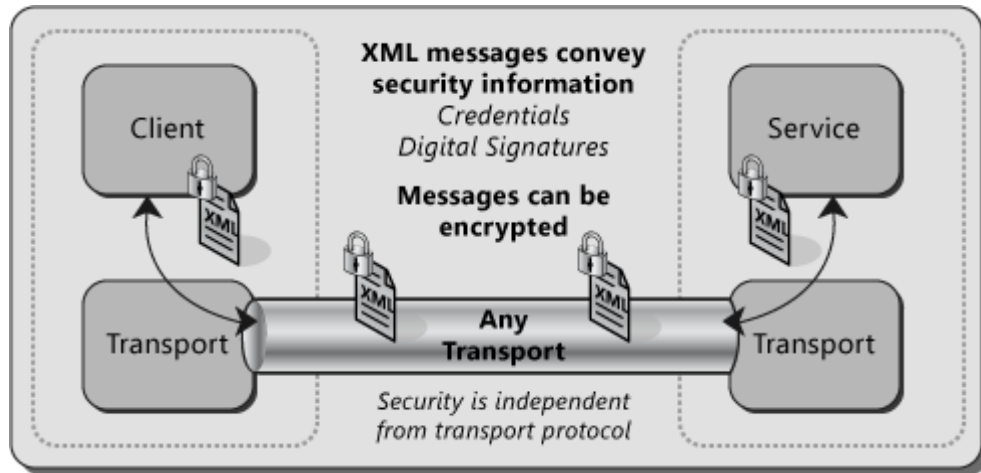 XML messages convey
security information
Credentials
Digital Signatures
Client
Service
XML
XML
Messages can be
encrypted
XML
XML
Any
Transport
Transport
Transport
Security is independent
from transport protocol